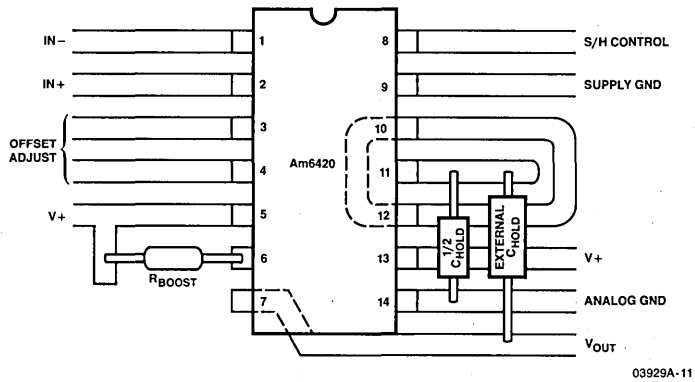 IN−
IN+
OFFSET
ADJUST
V+
RBOOST
1
2
3
4
5
6
7
Am6420
8
9
10
11
12
13
14
1/2
CHOLD
EXTERNAL
CHOLD
S/H CONTROL
SUPPLY GND
V+
ANALOG GND
VOUT
03929A-11